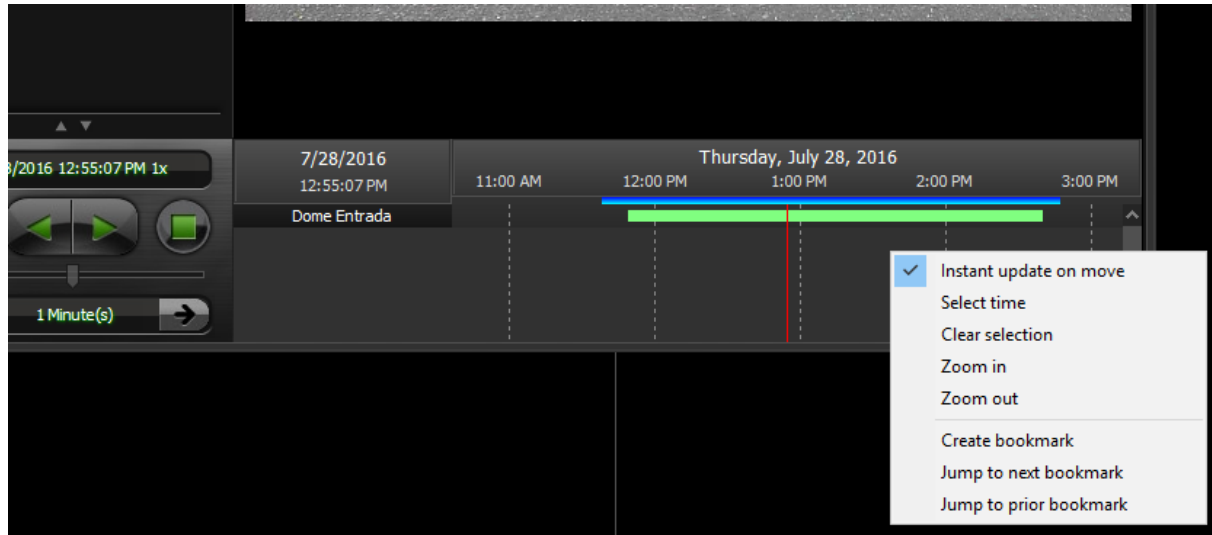 /2016 12:55:07 PM 1x
1 Minute(s)
7/28/2016
12:55:07 PM
Dome Entrada
Thursday, July 28, 2016
11:00 AM 12:00 PM 1:00 PM 2:00 PM 3:00 PM
Instant update on move
Select time
Clear selection
Zoom in
Zoom out
Create bookmark
Jump to next bookmark
Jump to prior bookmark